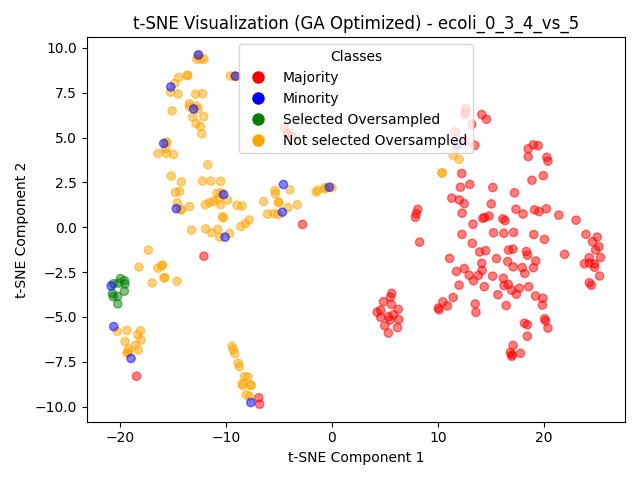 t-SNE Visualization (GA Optimized) - ecoli_0_3_4_vs_5
Classes
Majority
Minority
Selected Oversampled
Not selected Oversampled
t-SNE Component 2
10.0
7.5
5.0
2.5
0.0
−2.5
−5.0
−7.5
−10.0
−20
−10
0
10
20
t-SNE Component 1